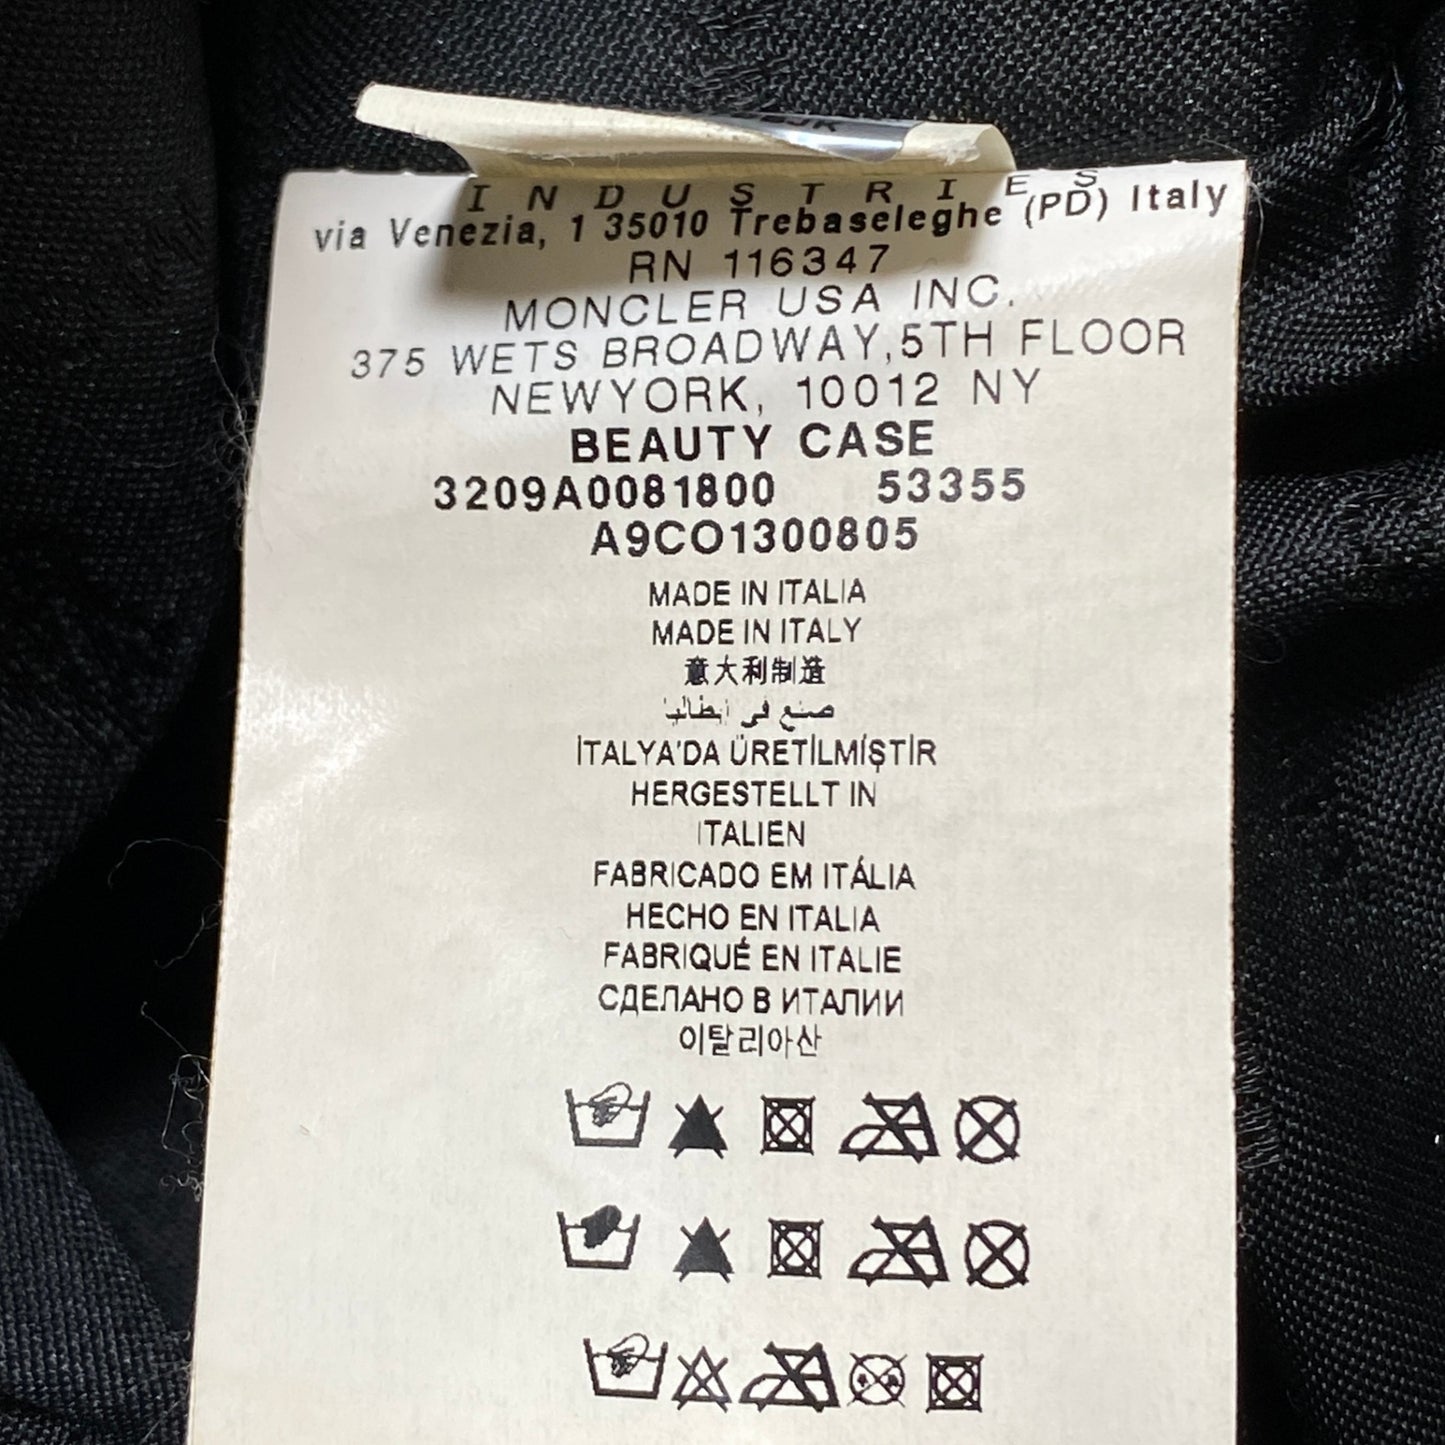 INDUSTRIES
via Venezia, 1 35010 Trebaseleghe (PD) Italy
RN 116347
MONCLER USA INC.
375 WETS BROADWAY,5TH FLOOR
NEWYORK, 10012 NY
BEAUTY CASE
3209A0081800 53355
A9CO1300805
MADE IN ITALIA
MADE IN ITALY
意大利制造
صنع في إيطاليا
İTALYA'DA ÜRETİLMİŞTİR
HERGESTELLT IN
ITALIEN
FABRICADO EM ITÁLIA
HECHO EN ITALIA
FABRIQUÉ EN ITALIE
СДЕЛАНО В ИТАЛИИ
이탈리아산